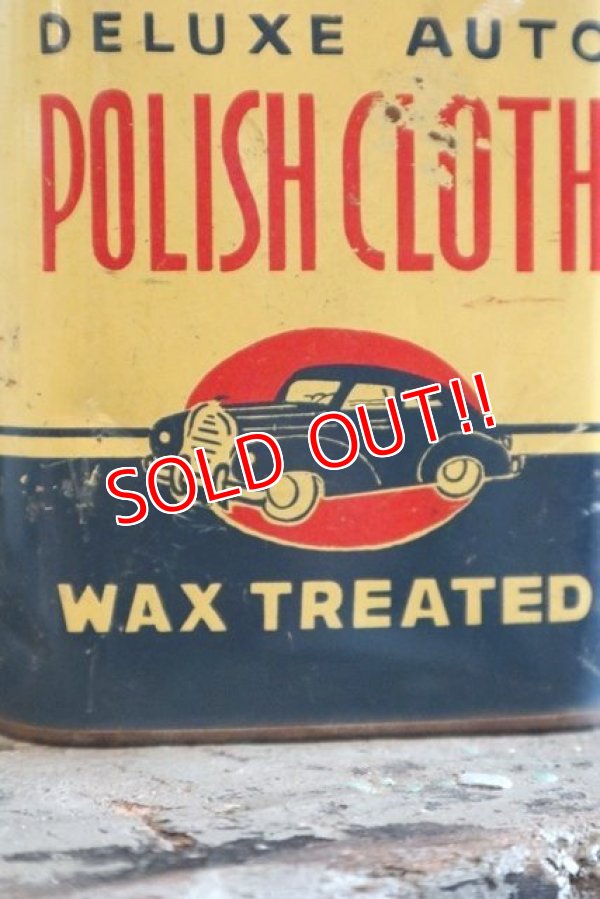 DELUXE AUTO
POLISH CLOTH
SOLD OUT!!
WAX TREATED